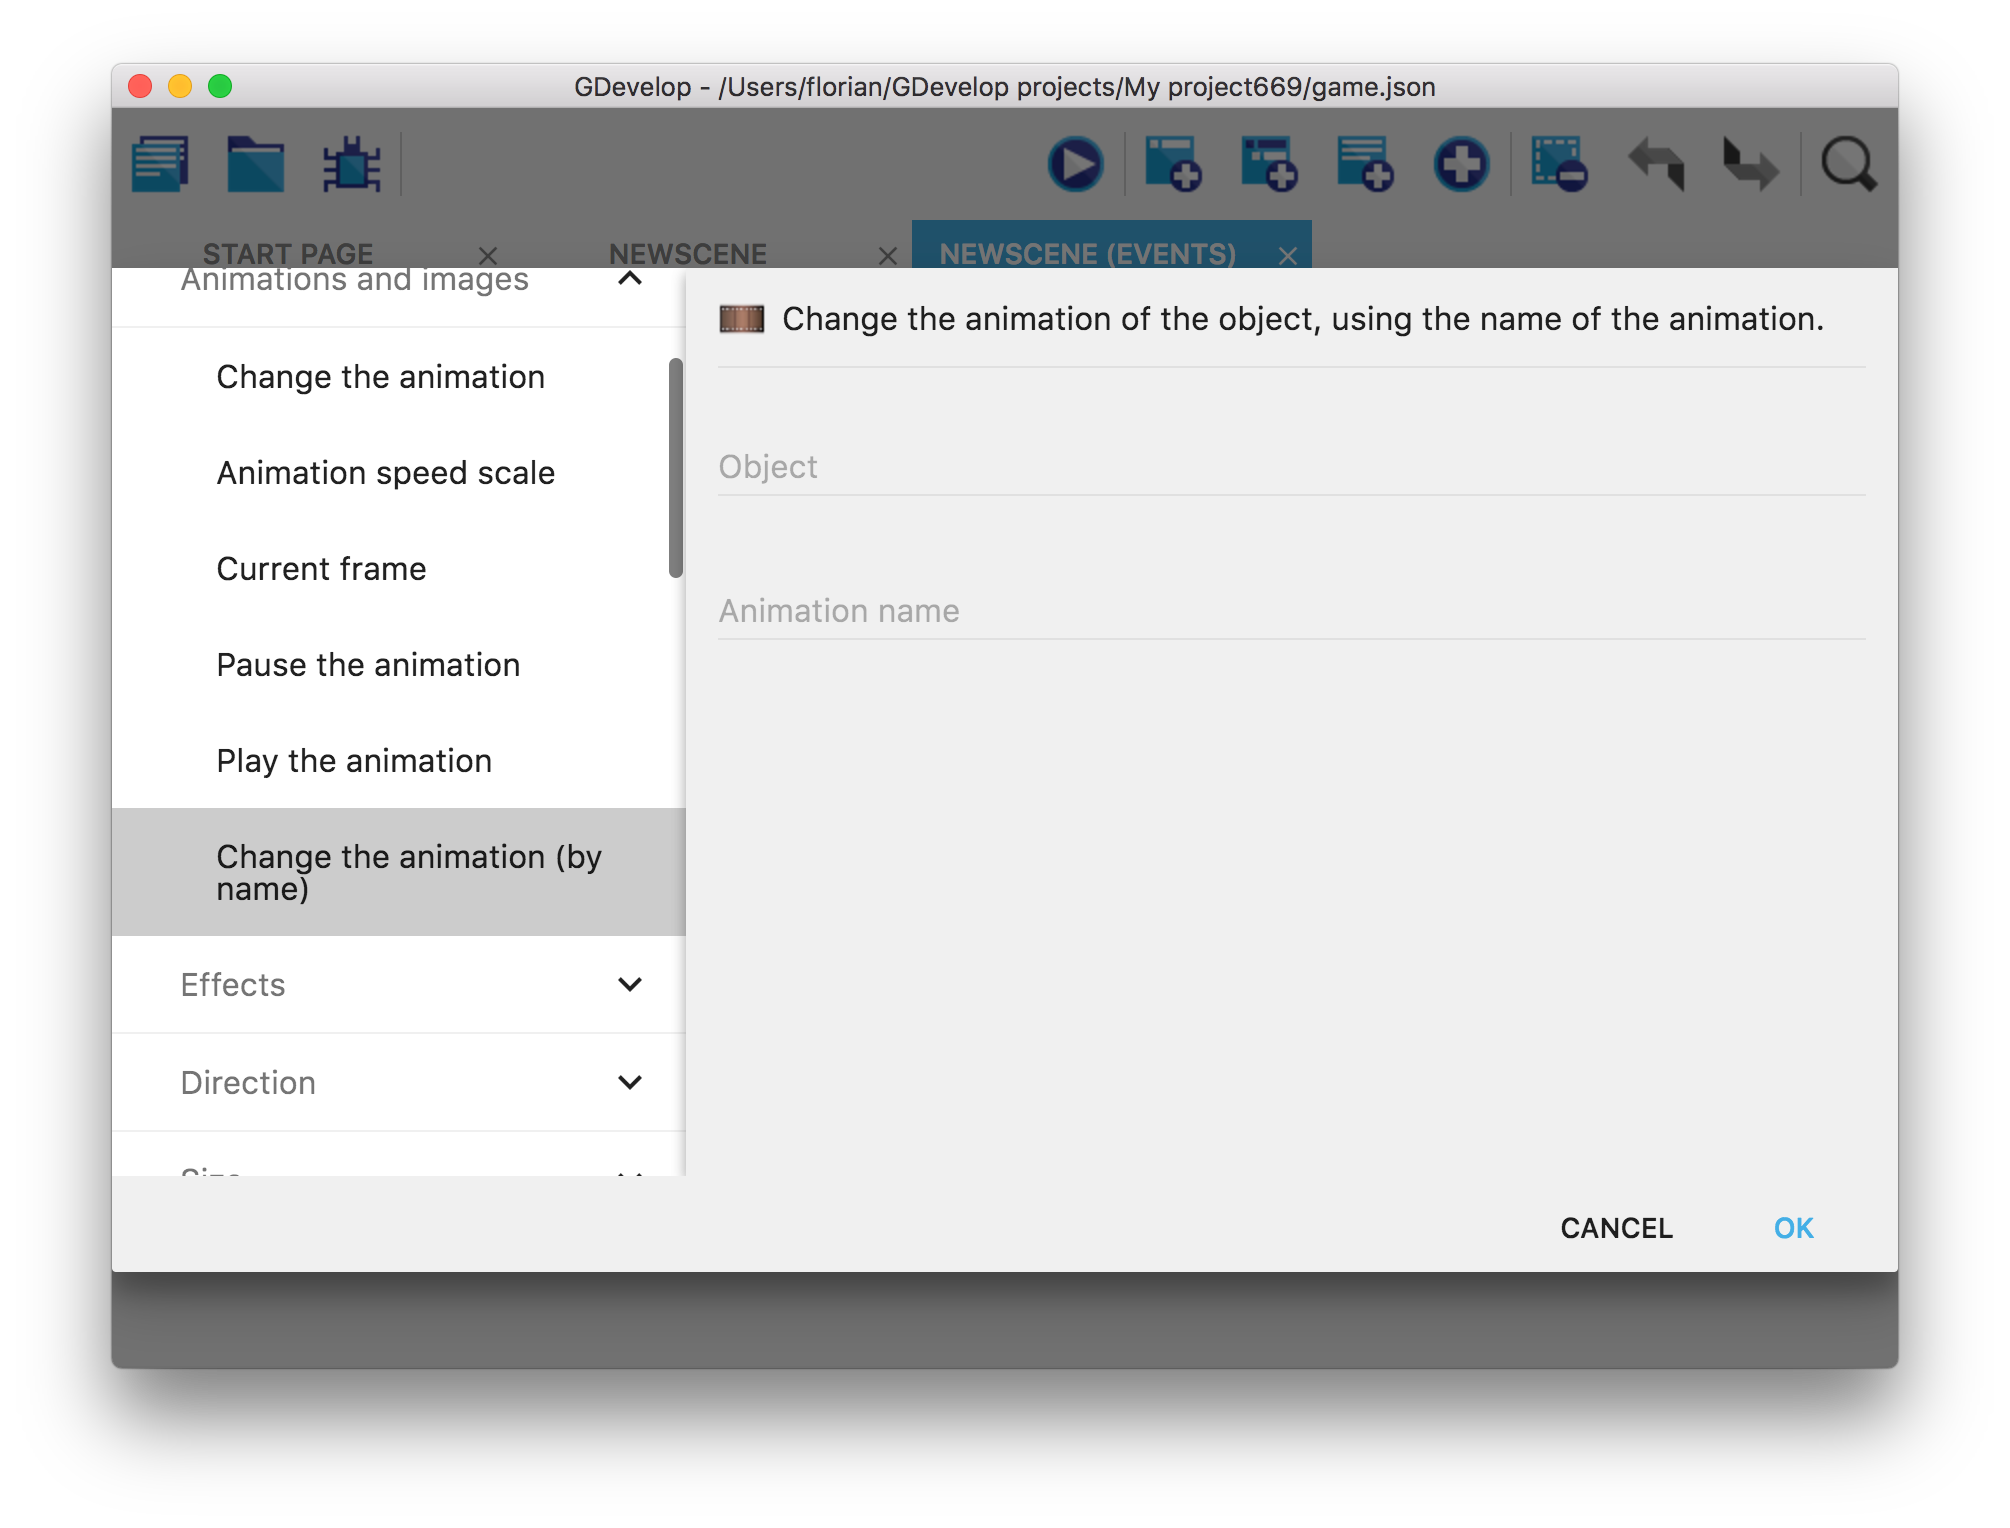 GDevelop - /Users/florian/GDevelop projects/My project669/game.json
START PAGE
NEWSCENE
NEWSCENE (EVENTS)
Animations and images
Change the animation
Animation speed scale
Current frame
Pause the animation
Play the animation
Change the animation (by
name)
Effects
Direction
Size
Change the animation of the object, using the name of the animation.
Object
Animation name
CANCEL
OK